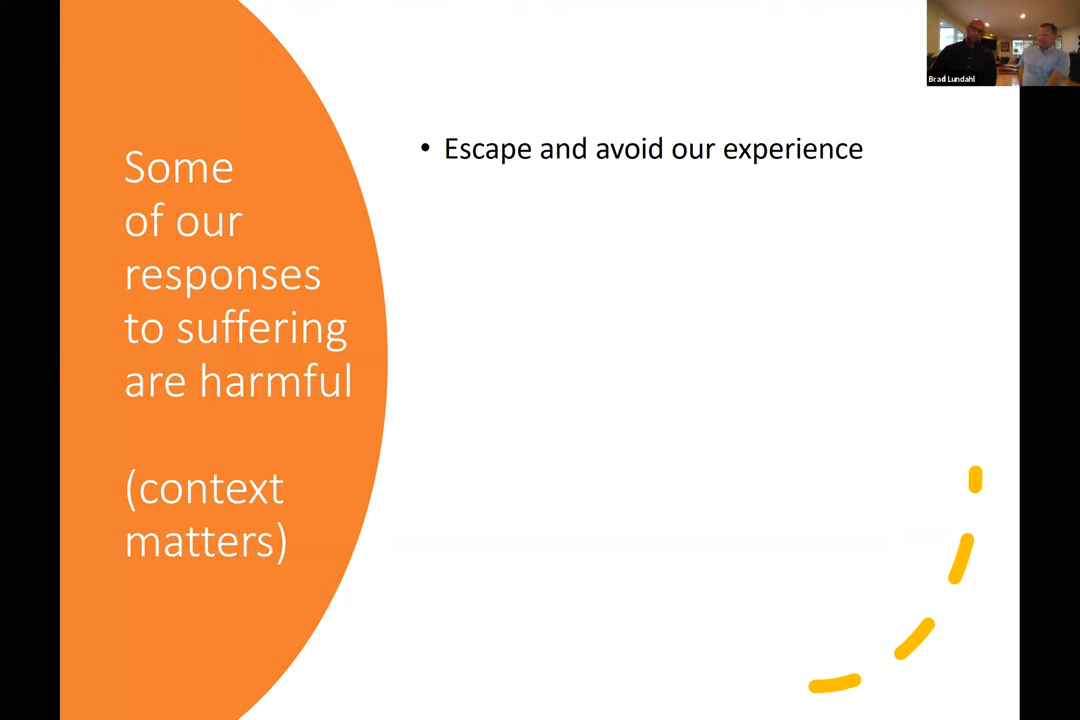 Some
of our
responses
to suffering
are harmful
(context
matters)
• Escape and avoid our experience
Brad Lundahl